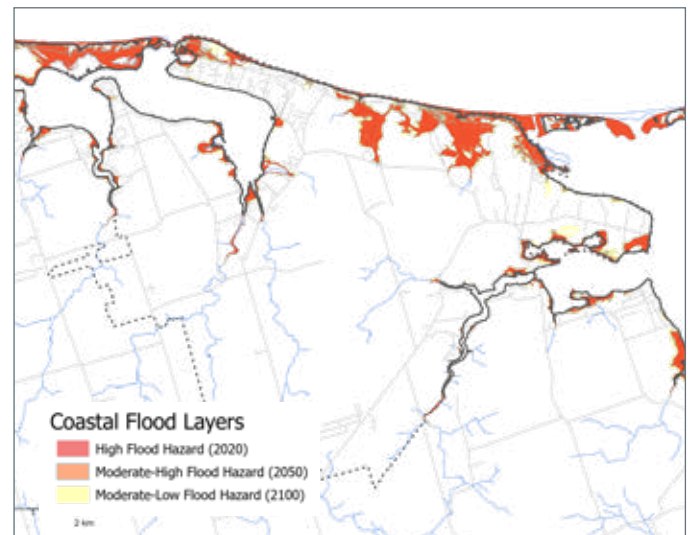 Coastal Flood Layers
High Flood Hazard (2020)
Moderate-High Flood Hazard (2050)
Moderate-Low Flood Hazard (2100)
2 km